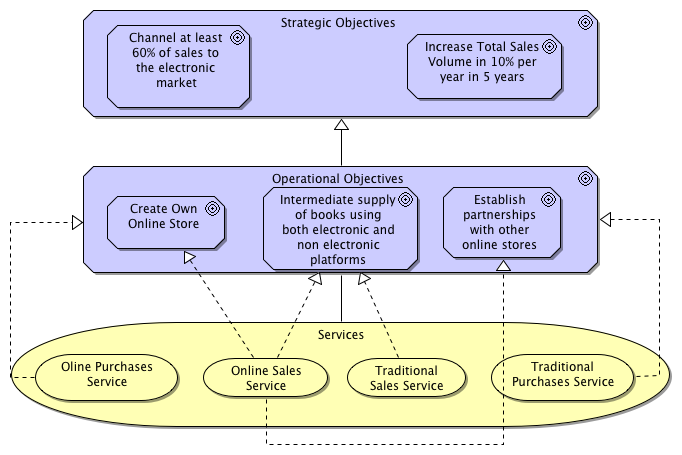 Strategic Objectives
Channel at least
60% of sales to
the electronic
market
Increase Total Sales
Volume in 10% per
year in 5 years
Operational Objectives
Create Own
Online Store
Intermediate supply
of books using
both electronic and
non electronic
platforms
Establish
partnerships
with other
online stores
Services
Oline Purchases
Service
Online Sales
Service
Traditional
Sales Service
Traditional
Purchases Service